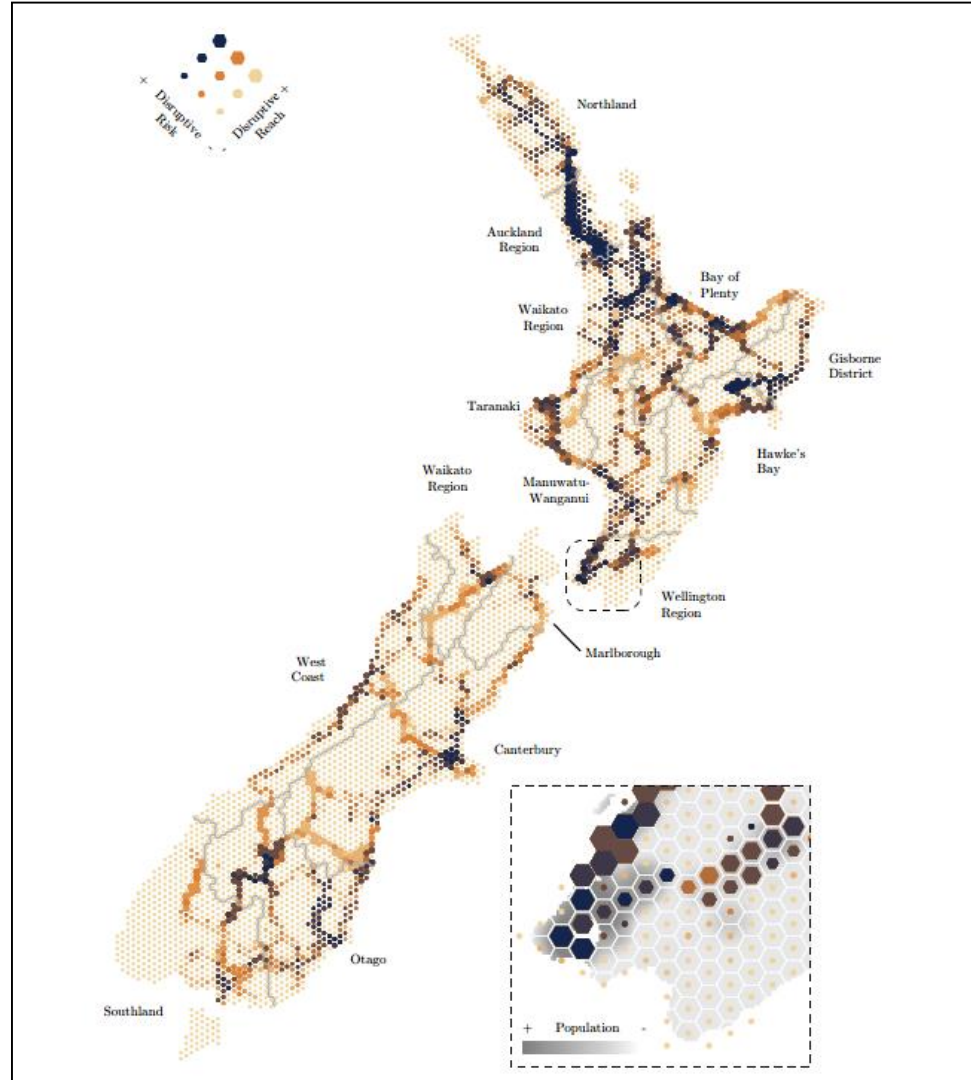 +
Disruptive
Risk
Disruptive
Reach
+
-
Northland
Auckland
Region
Bay of
Plenty
Waikato
Region
Gisborne
District
Taranaki
Hawke's
Bay
Waikato
Region
Manuwatu-
Wanganui
Wellington
Region
Marlborough
West
Coast
Canterbury
Otago
Southland
+ Population -